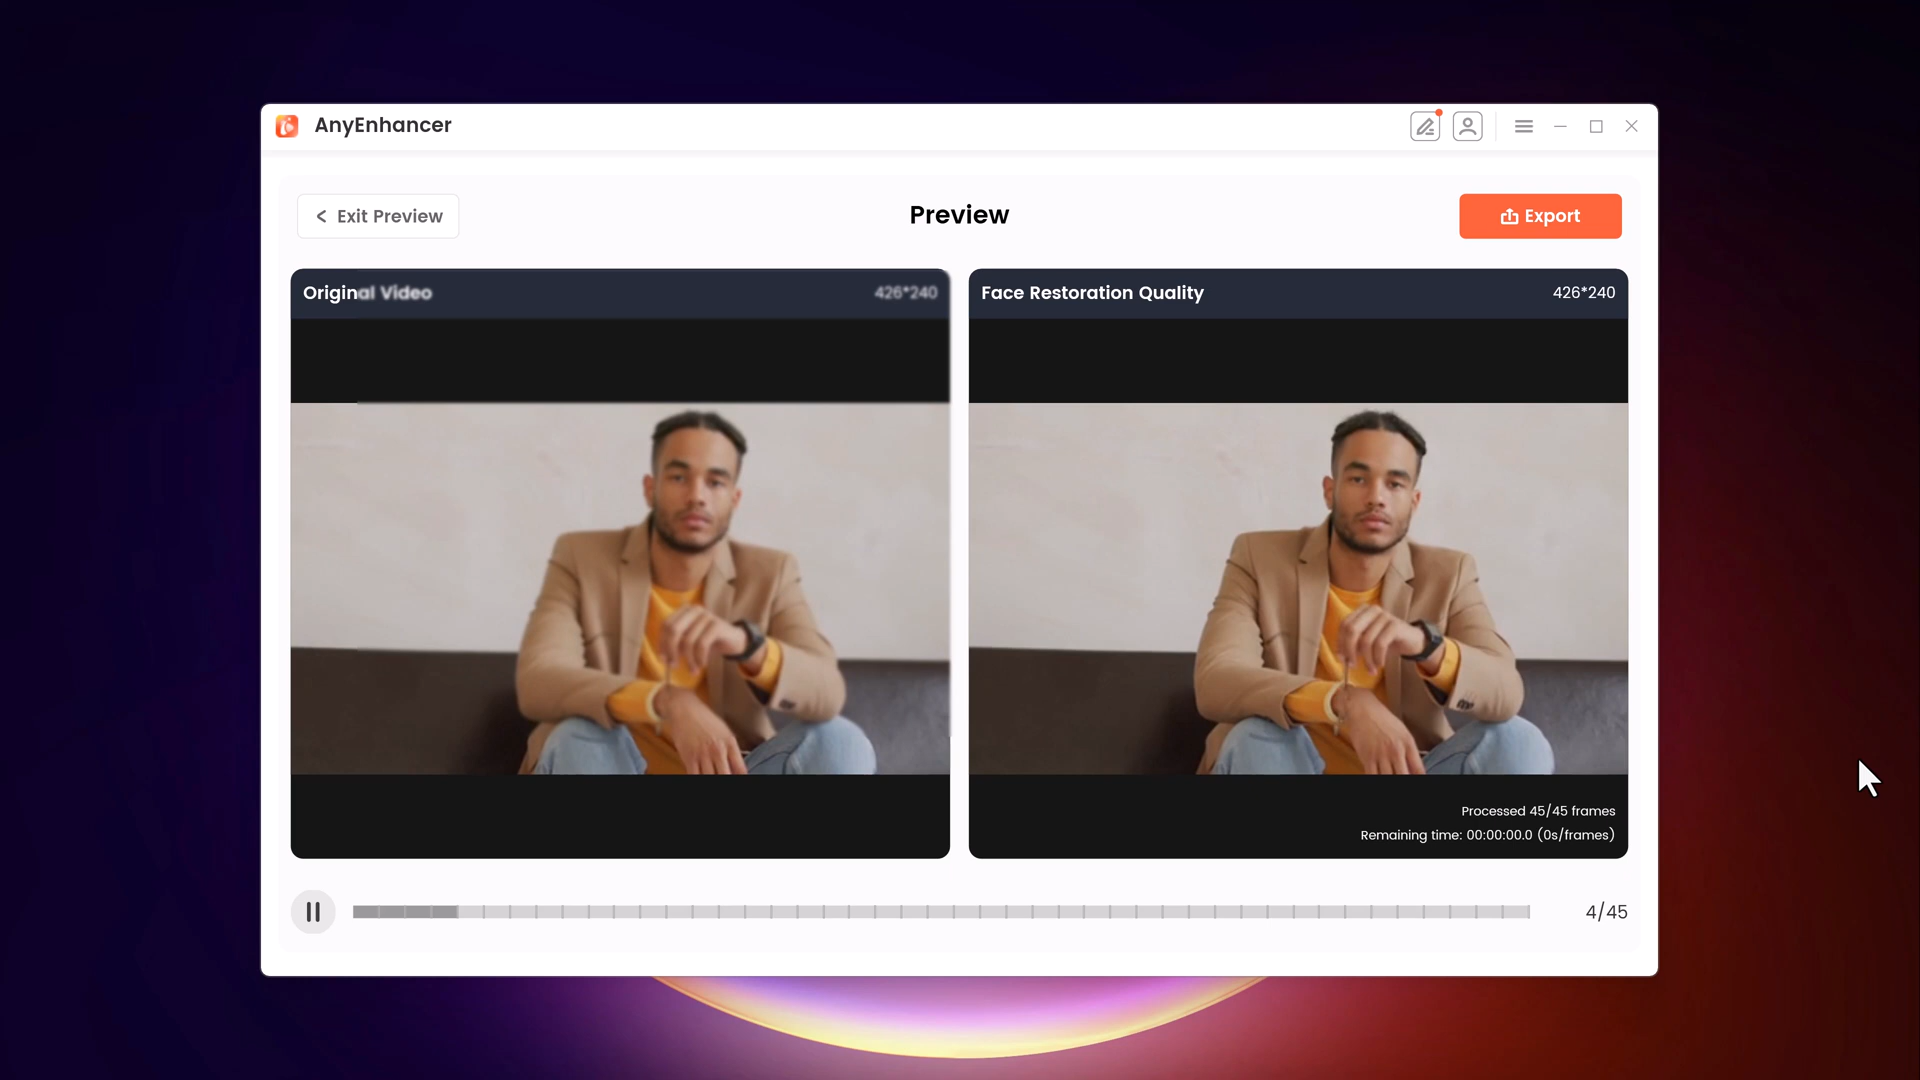 AnyEnhancer
Exit Preview
Preview
Export
Original Video
426*240
Face Restoration Quality
426*240
Processed 45/45 frames
Remaining time: 00:00:00.0 (0s/frames)
4/45